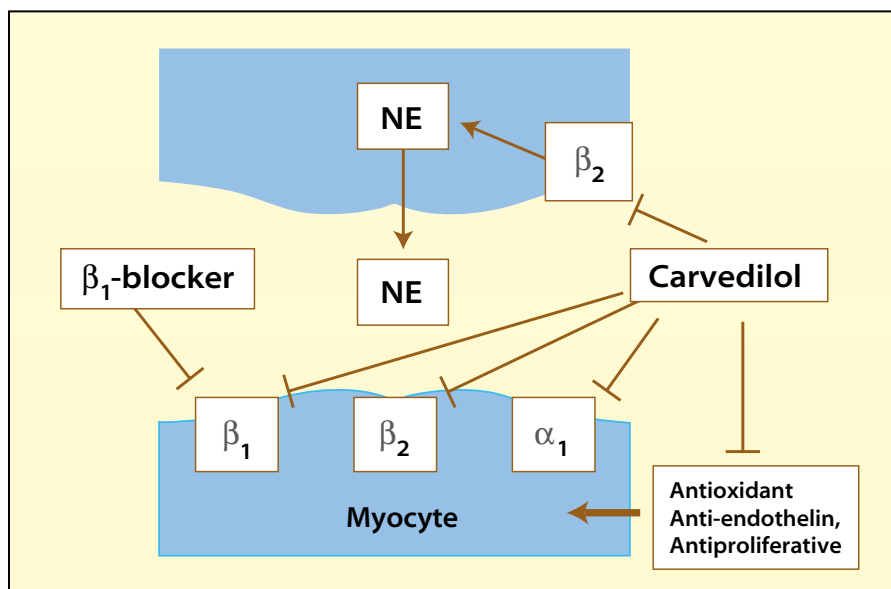 NE
β2
β1-blocker
NE
Carvedilol
β1
β2
α1
Myocyte
Antioxidant
Anti-endothelin,
Antiproliferative